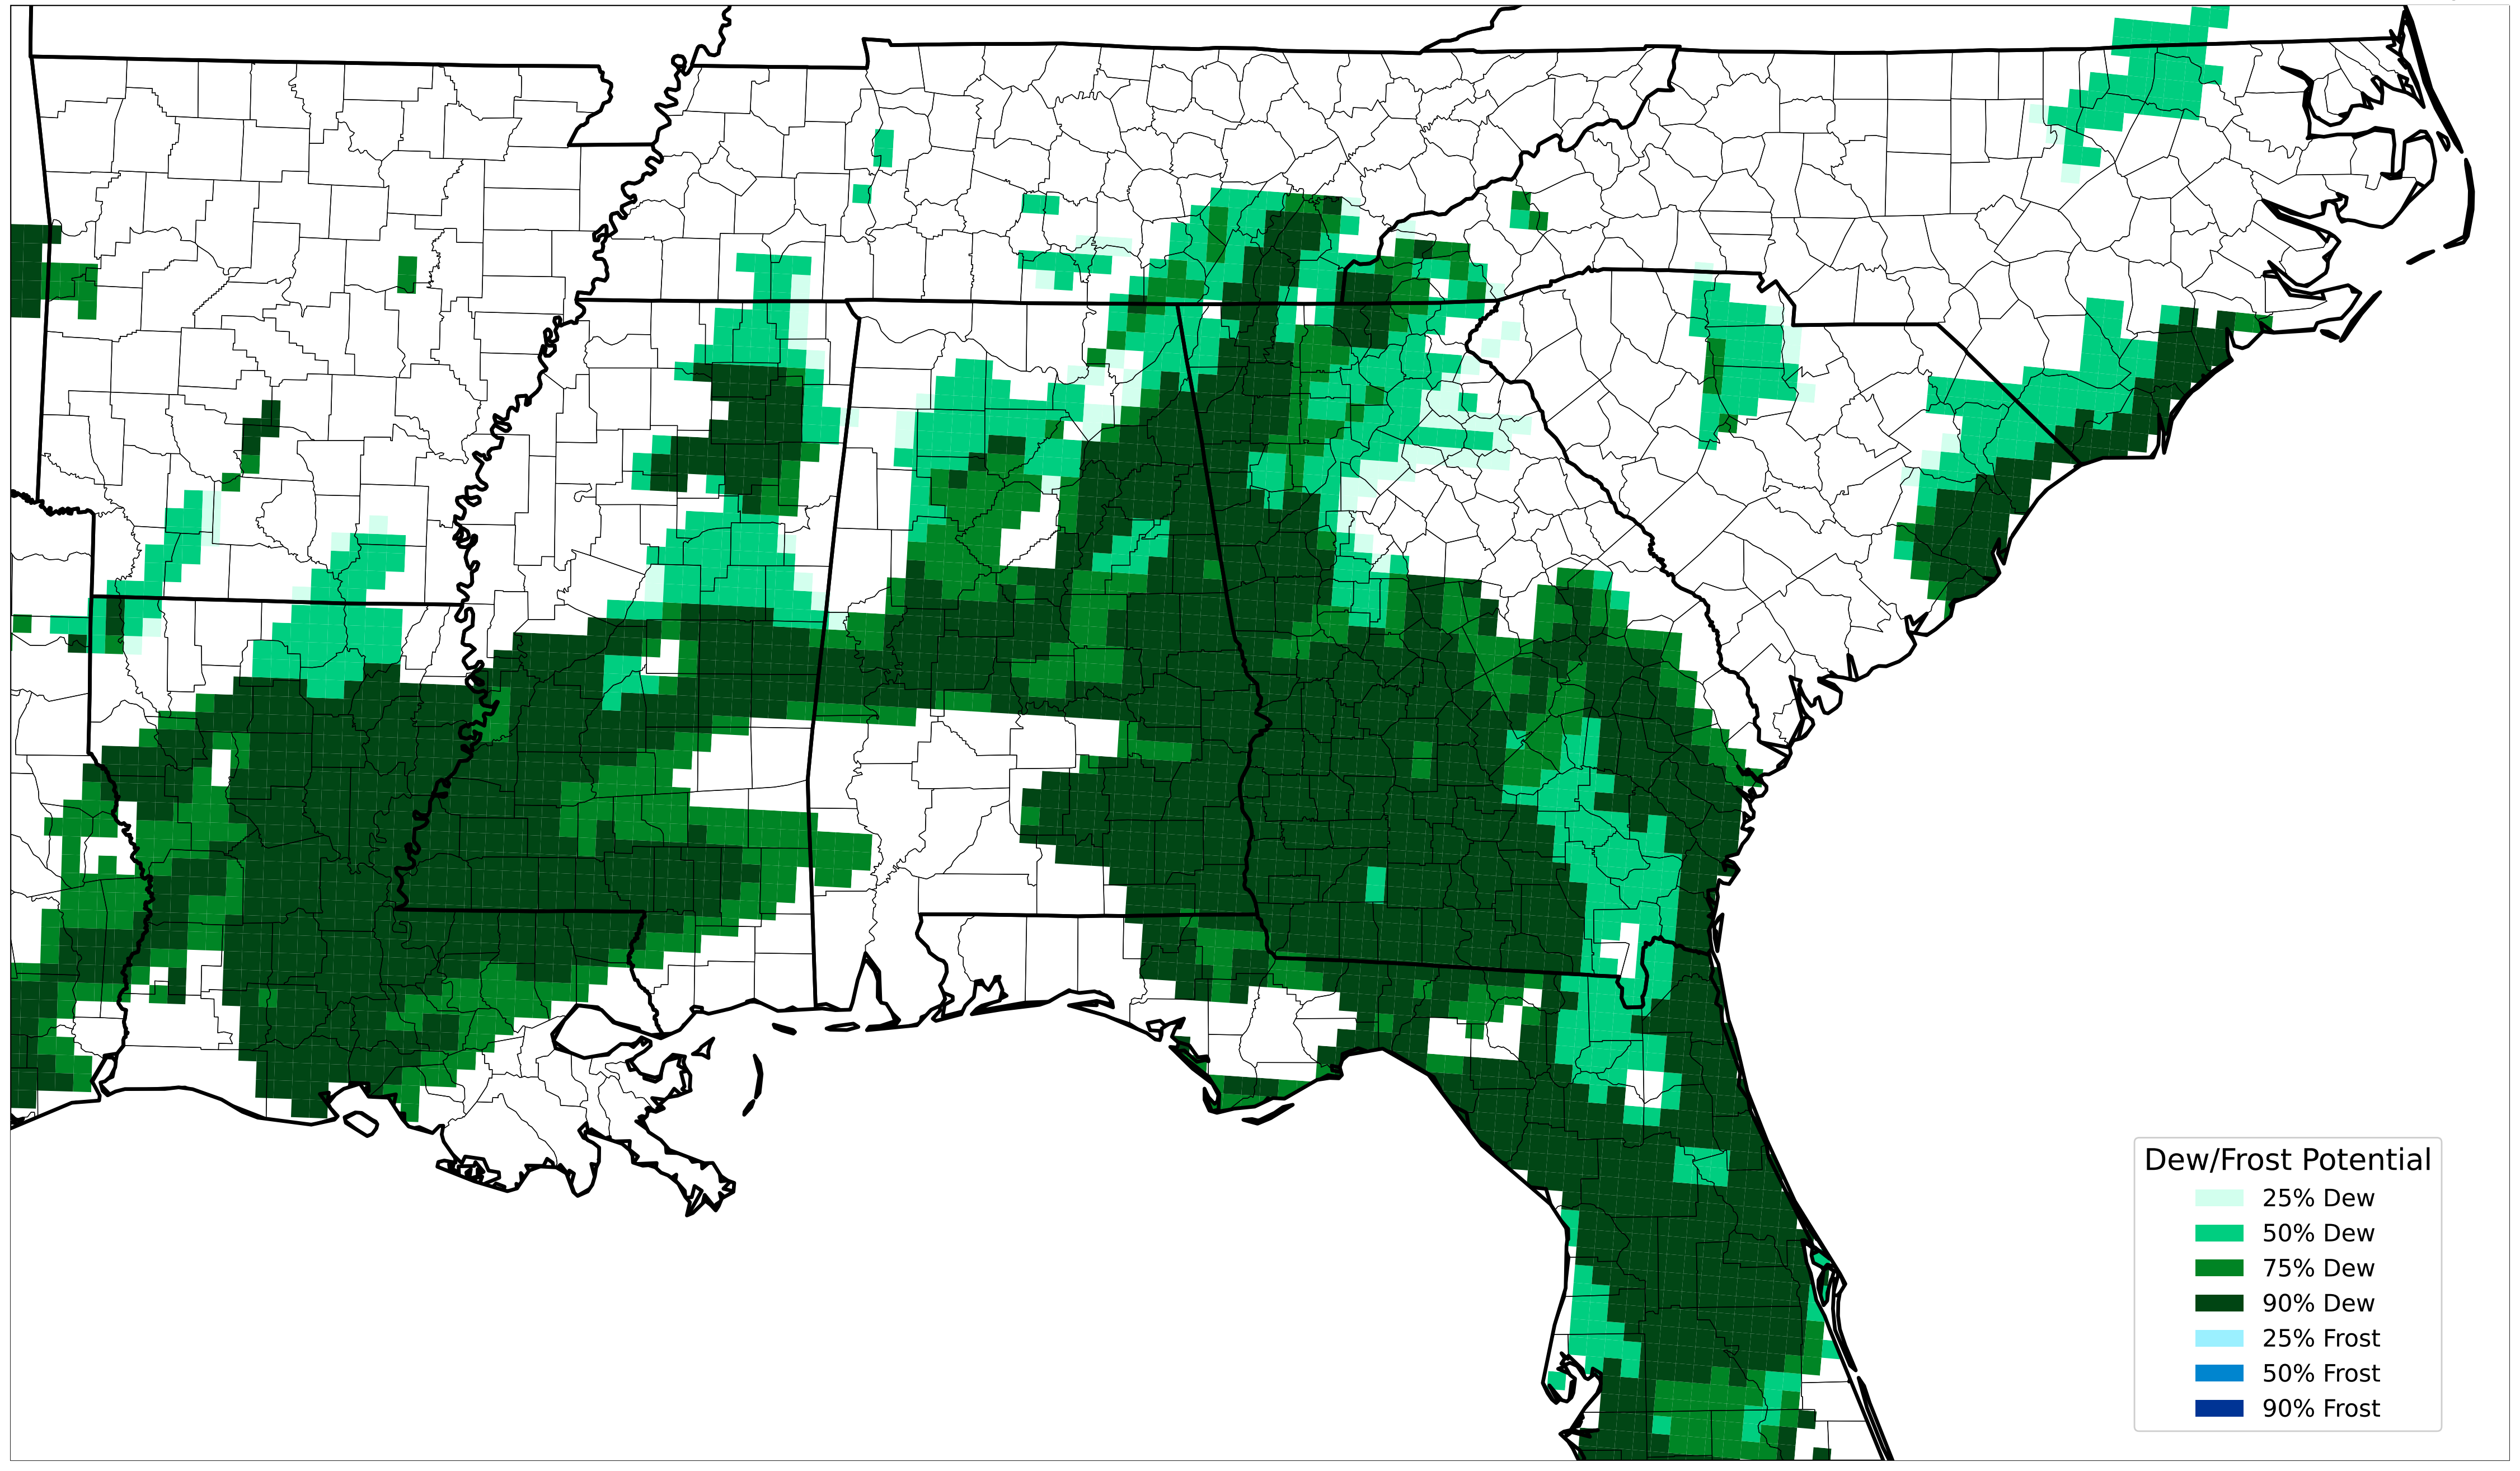 Dew/Frost Potential
25% Dew
50% Dew
75% Dew
90% Dew
25% Frost
50% Frost
90% Frost